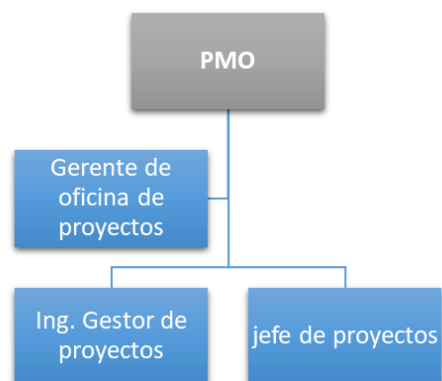 PMO
Gerente de
oficina de
proyectos
Ing. Gestor de
proyectos
jefe de proyectos